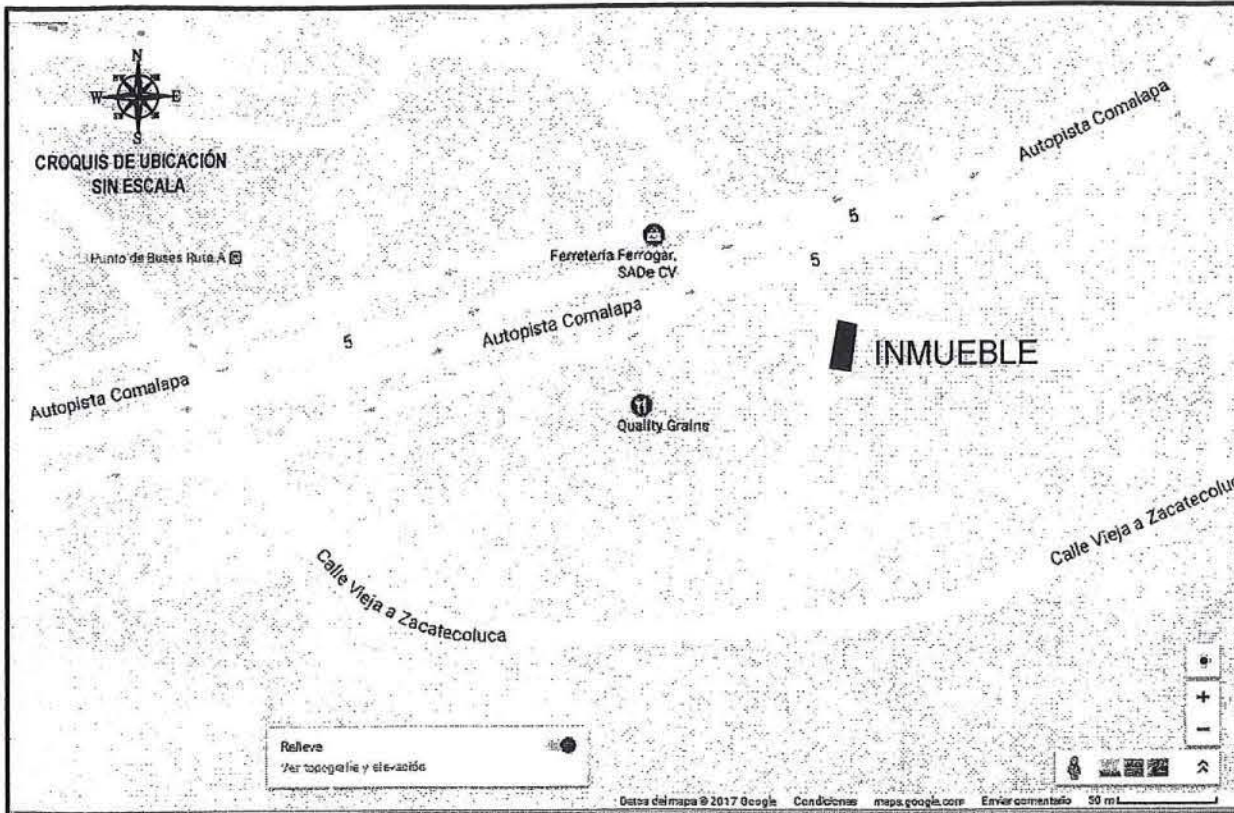 N
W
E
S
CROQUIS DE UBICACIÓN
SIN ESCALA
Autopista Comalapa
5
Punto de Buses Ruta A
Ferretería Ferrogar,
SADe CV
5
Autopista Comalapa
5
INMUEBLE
Autopista Comalapa
Quality Grains
Calle Vieja a Zacatecoluca
Calle Vieja a Zacatecoluca
+
−
Relieve
Ver topografía y elevación
Datos del mapa © 2017 Google Condiciones maps.google.com Enviar comentario 50 m